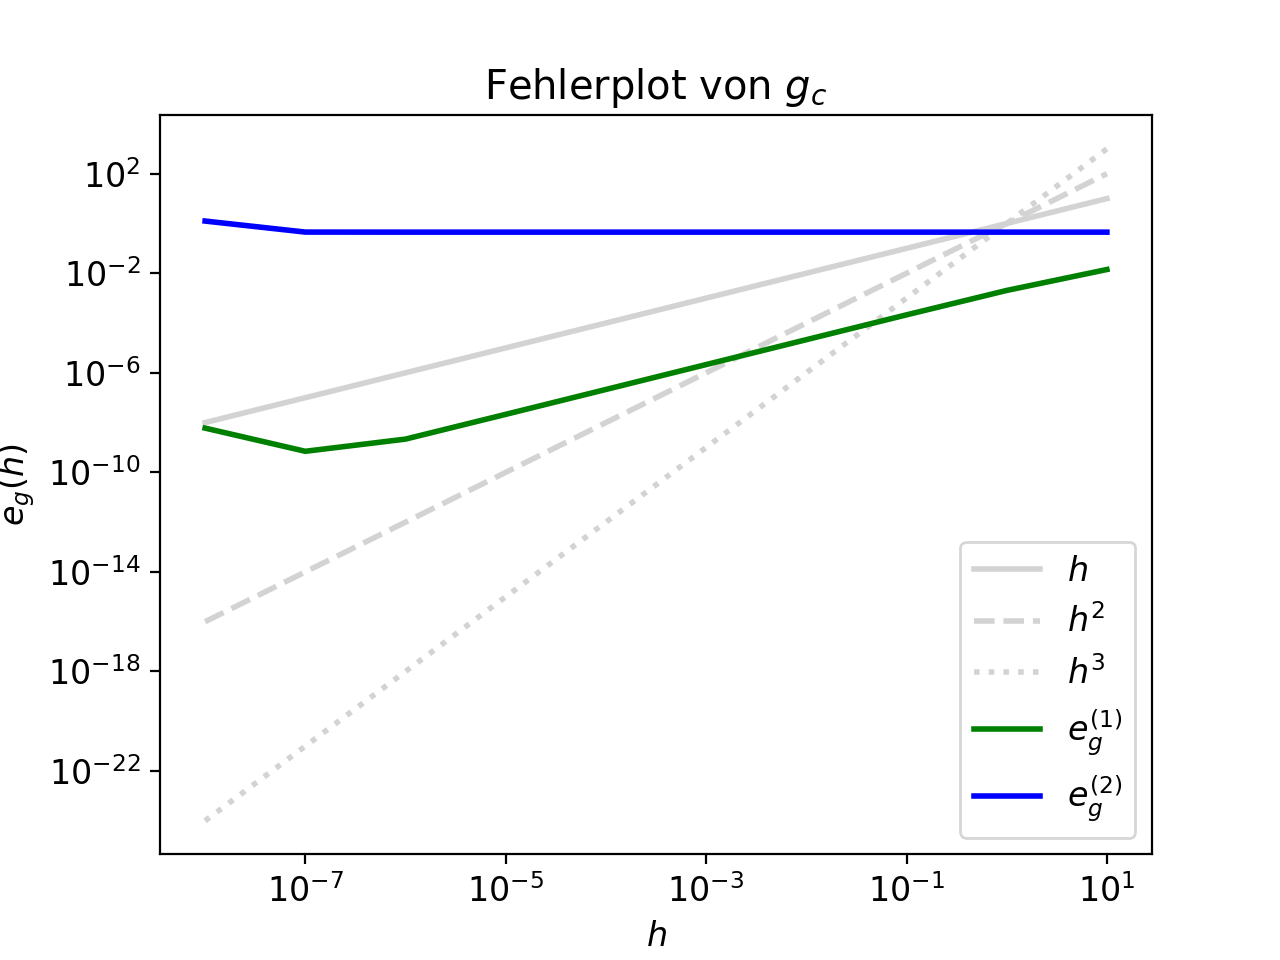 Fehlerplot von $g_c$
$10^2$
$10^{-2}$
$10^{-6}$
$10^{-10}$
$10^{-14}$
$10^{-18}$
$10^{-22}$
$e_g(h)$
$h$
$h^2$
$h^3$
$e_g^{(1)}$
$e_g^{(2)}$
$10^{-7}$ $10^{-5}$ $10^{-3}$ $10^{-1}$ $10^1$
$h$